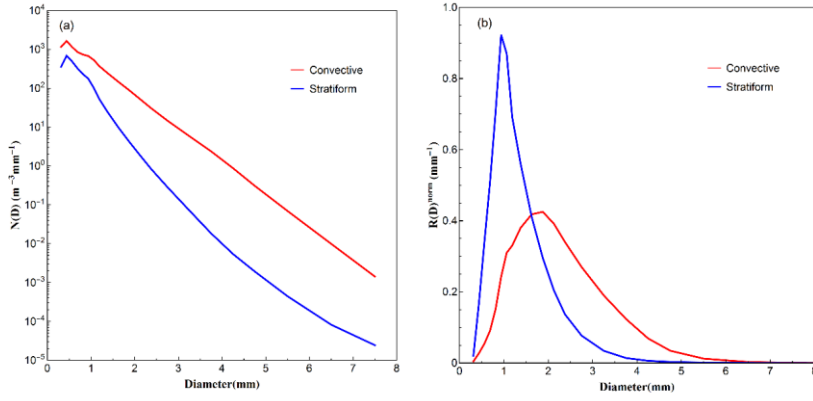 (a)
Convective
Stratiform
N(D) (m⁻³mm⁻¹)
10⁴
10³
10²
10¹
10⁰
10⁻¹
10⁻²
10⁻³
10⁻⁴
10⁻⁵
0 1 2 3 4 5 6 7 8
Diameter(mm)
(b)
Convective
Stratiform
R(D)ⁿᵒʳᵐ (mm⁻¹)
1.0
0.8
0.6
0.4
0.2
0.0
0 1 2 3 4 5 6 7 8
Diameter(mm)